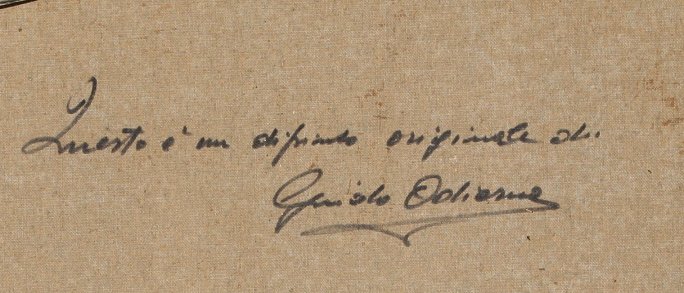 Questo è un dipinto originale di
Guido Odierna